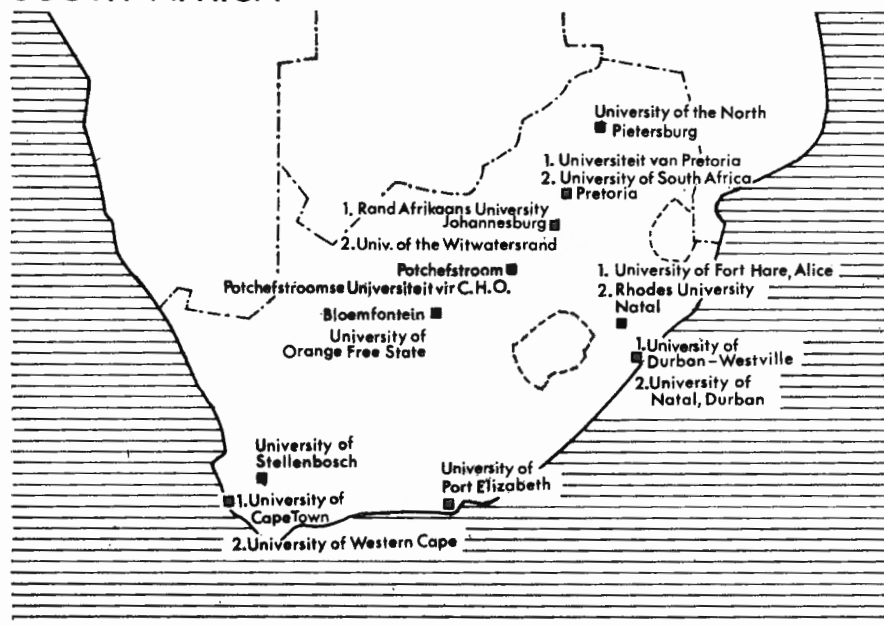 University of the North
Pietersburg
1. Universiteit van Pretoria
2. University of South Africa
Pretoria
1. Rand Afrikaans University
Johannesburg
2. Univ. of the Witwatersrand
Potchefstroom
Potchefstroomse Universiteit vir C.H.O.
1. University of Fort Hare, Alice
2. Rhodes University
Natal
Bloemfontein
University of
Orange Free State
1. University of
Durban-Westville
2. University of
Natal, Durban
University of
Stellenbosch
University of
Port Elizabeth
1. University of
Cape Town
2. University of Western Cape